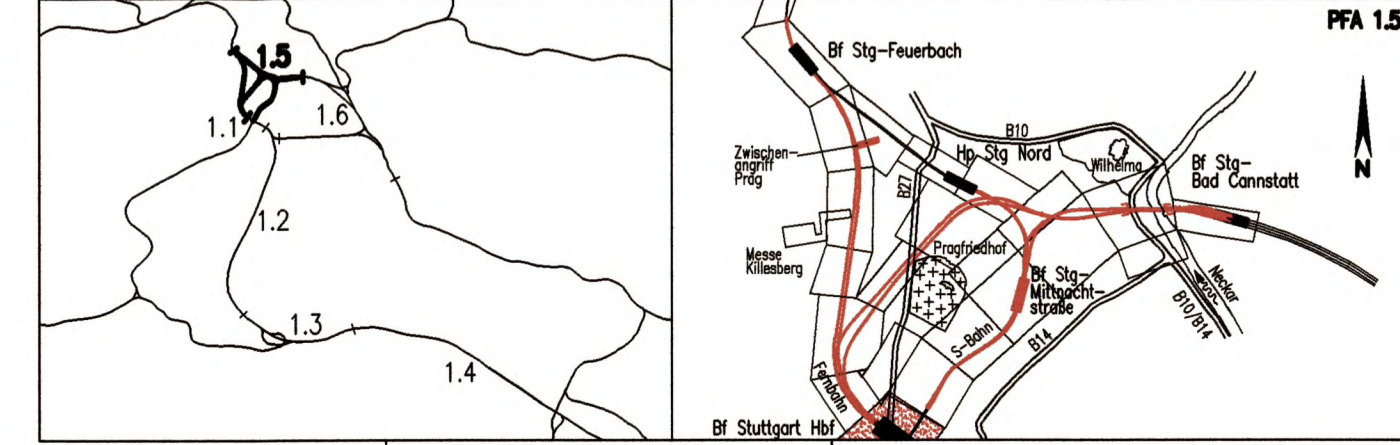 1.5
1.6
1.1
1.2
1.3
1.4
PFA 1.5
Bf Stg-Feuerbach
N
B10
Hp Stg Nord
Wilhelma
Bf Stg-
Bad Cannstatt
Zwischen-
angriff
Prag
B27
Messe
Killesberg
Pragfriedhof
Bf Stg-
Mittnacht-
straße
Neckar
B10/B14
S-Bahn
B14
Fernbahn
Bf Stuttgart Hbf